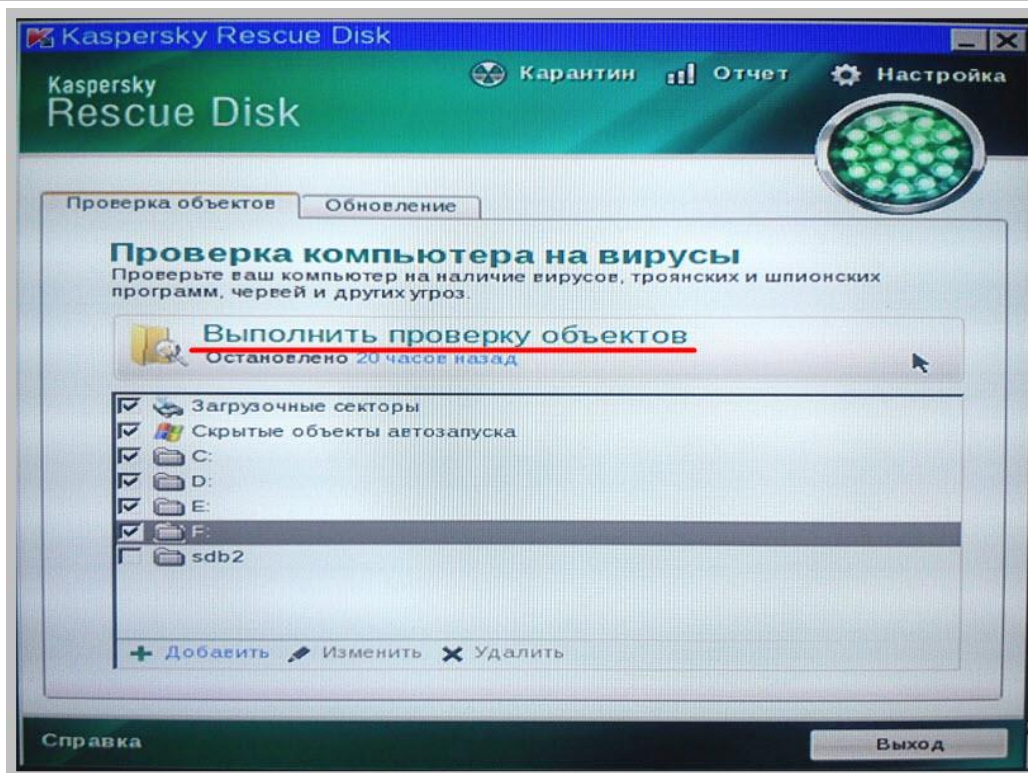 Kaspersky Rescue Disk
Карантин
Отчет
Настройка
Kaspersky
Rescue Disk
Проверка объектов
Обновление
Проверка компьютера на вирусы
Проверьте ваш компьютер на наличие вирусов, троянских и шпионских
программ, червей и других угроз.
Выполнить проверку объектов
Остановлено 20 часов назад
Загрузочные секторы
Скрытые объекты автозапуска
C:
D:
E:
F:
sdb2
Добавить
Изменить
Удалить
Справка
Выход